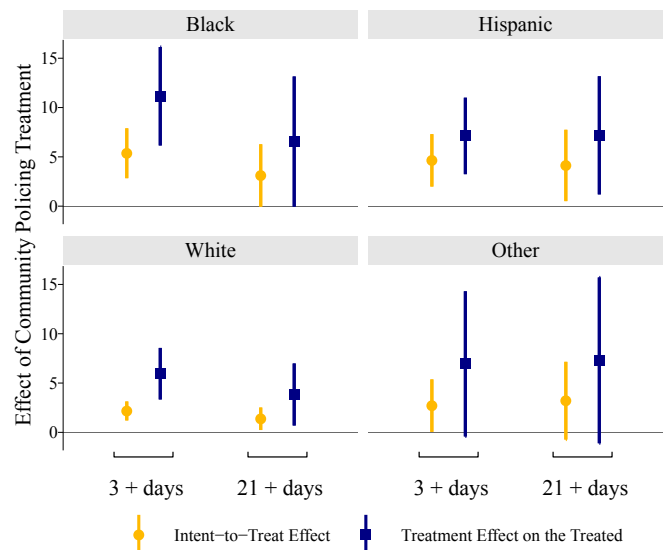 Effect of Community Policing Treatment
Black
Hispanic
15
10
5
0
White
Other
15
10
5
0
3 + days
21 + days
3 + days
21 + days
Intent−to−Treat Effect
Treatment Effect on the Treated